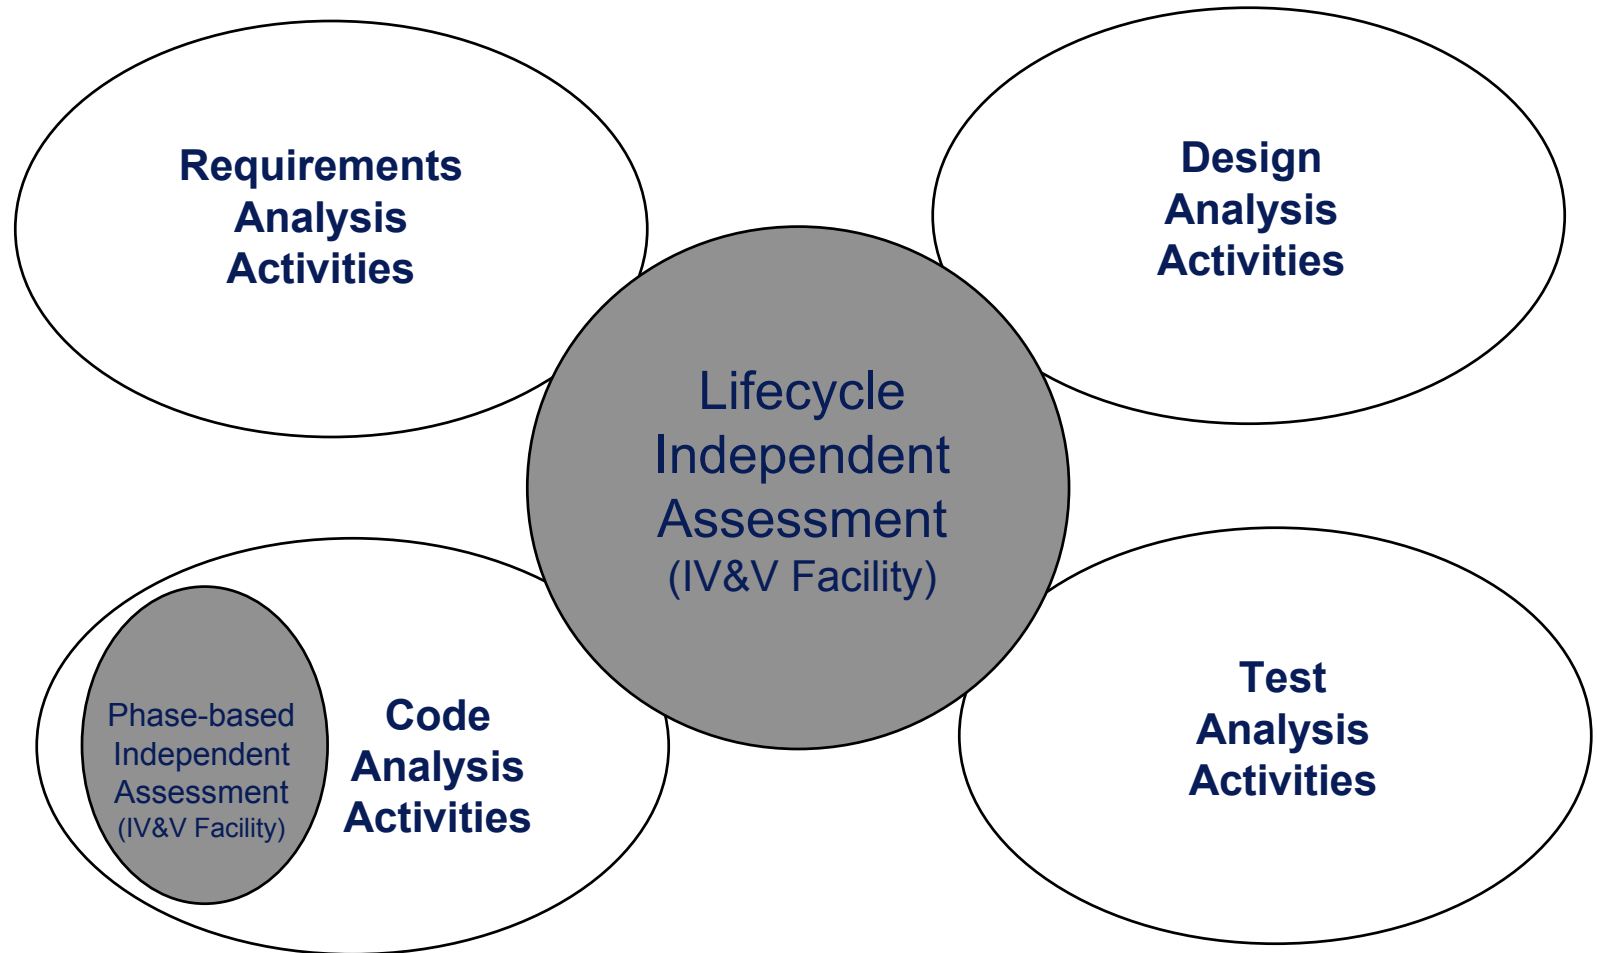 Requirements
Analysis
Activities
Design
Analysis
Activities
Lifecycle
Independent
Assessment
(IV&V Facility)
Phase-based
Independent
Assessment
(IV&V Facility)
Code
Analysis
Activities
Test
Analysis
Activities